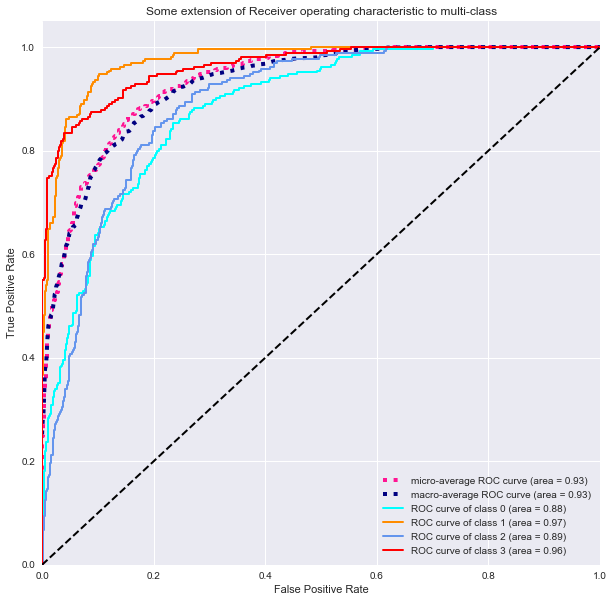 Some extension of Receiver operating characteristic to multi-class
True Positive Rate
1.0
0.8
0.6
0.4
0.2
0.0
micro-average ROC curve (area = 0.93)
macro-average ROC curve (area = 0.93)
ROC curve of class 0 (area = 0.88)
ROC curve of class 1 (area = 0.97)
ROC curve of class 2 (area = 0.89)
ROC curve of class 3 (area = 0.96)
0.0 0.2 0.4 0.6 0.8 1.0
False Positive Rate